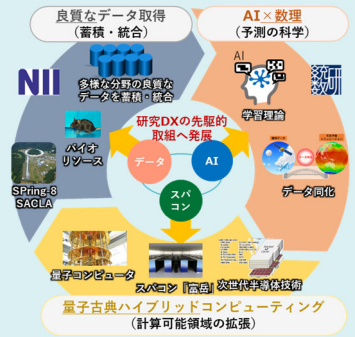 良質なデータ取得
(蓄積・統合)
AI×数理
(予測の科学)
NII
多様な分野の良質な
データを蓄積・統合
AI
学習理論
研究DXの先駆的
取組へ発展
バイオ
リソース
データ
AI
スパ
コン
SPring-8
SACLA
データ同化
量子コンピュータ
スパコン「富岳」
次世代半導体技術
量子古典ハイブリッドコンピューティング
(計算可能領域の拡張)